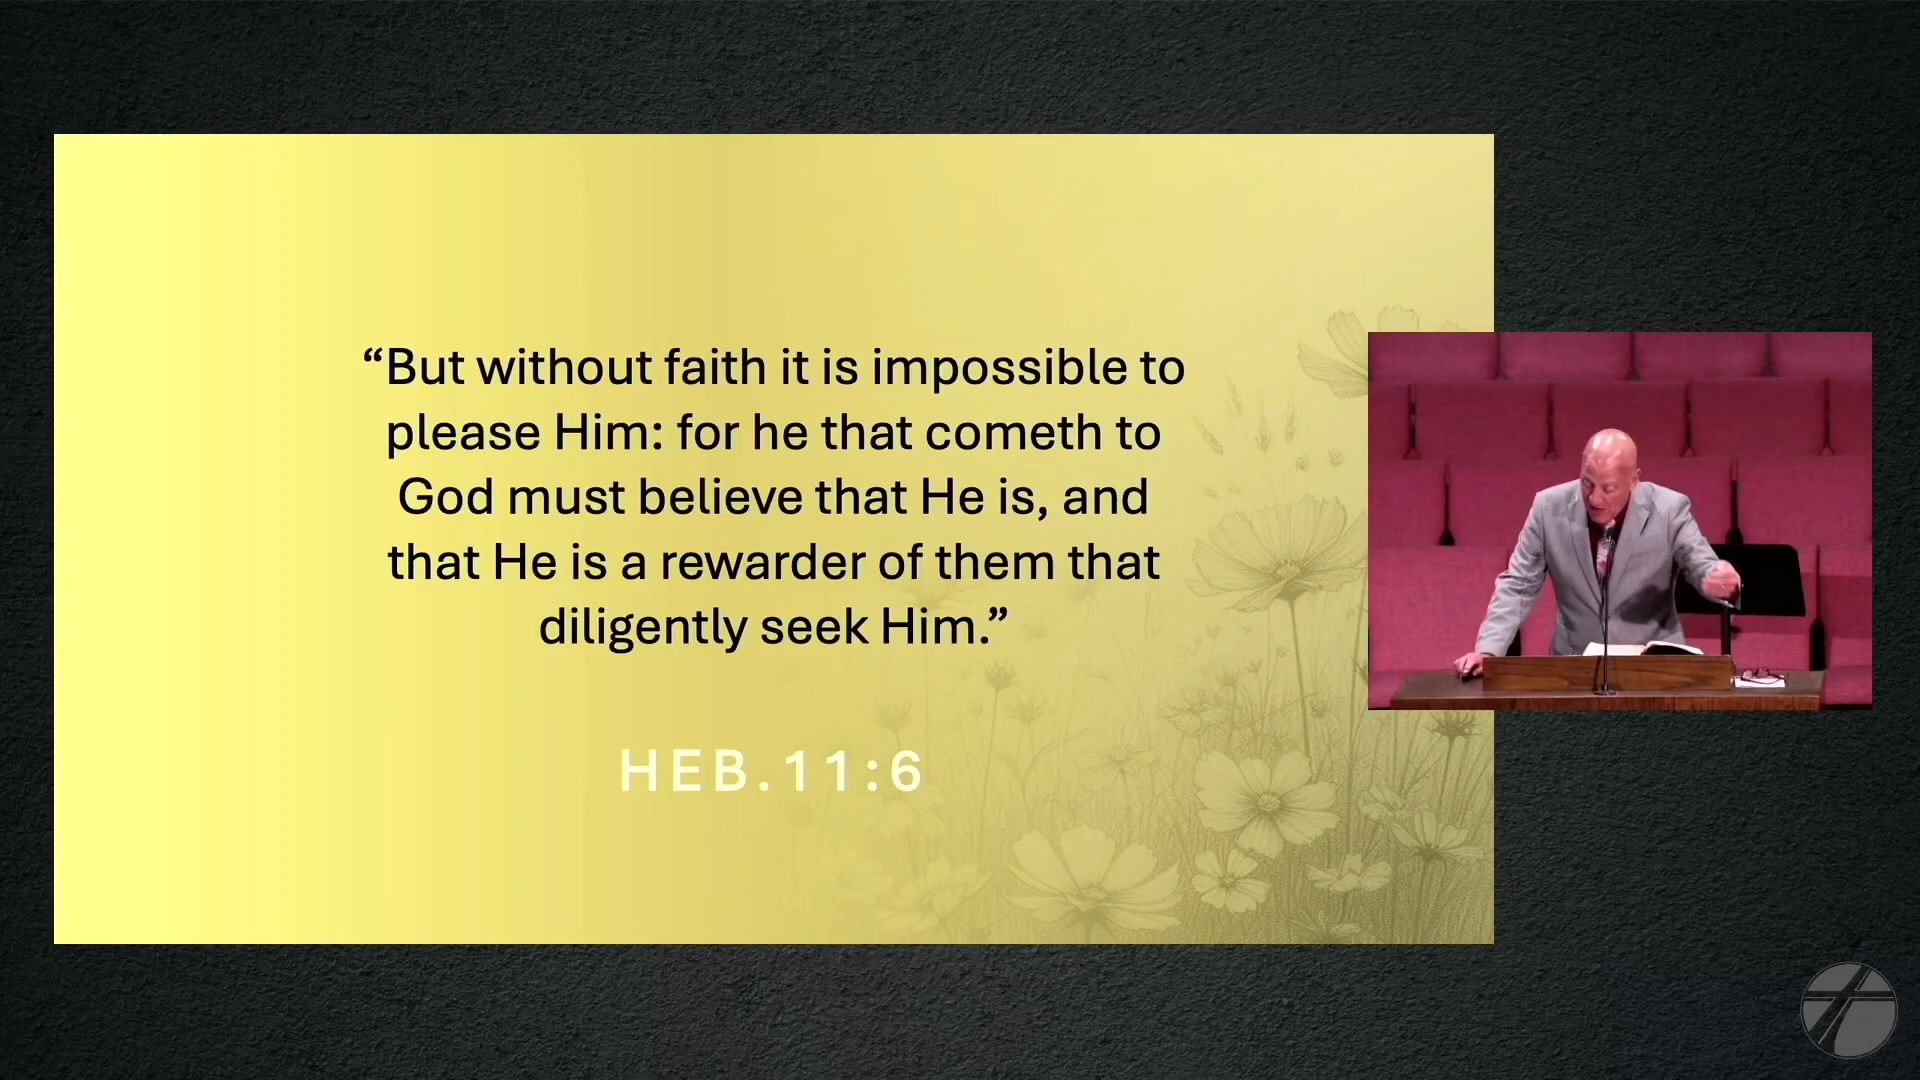 “But without faith it is impossible to
please Him: for he that cometh to
God must believe that He is, and
that He is a rewarder of them that
diligently seek Him.”
HEB.11:6